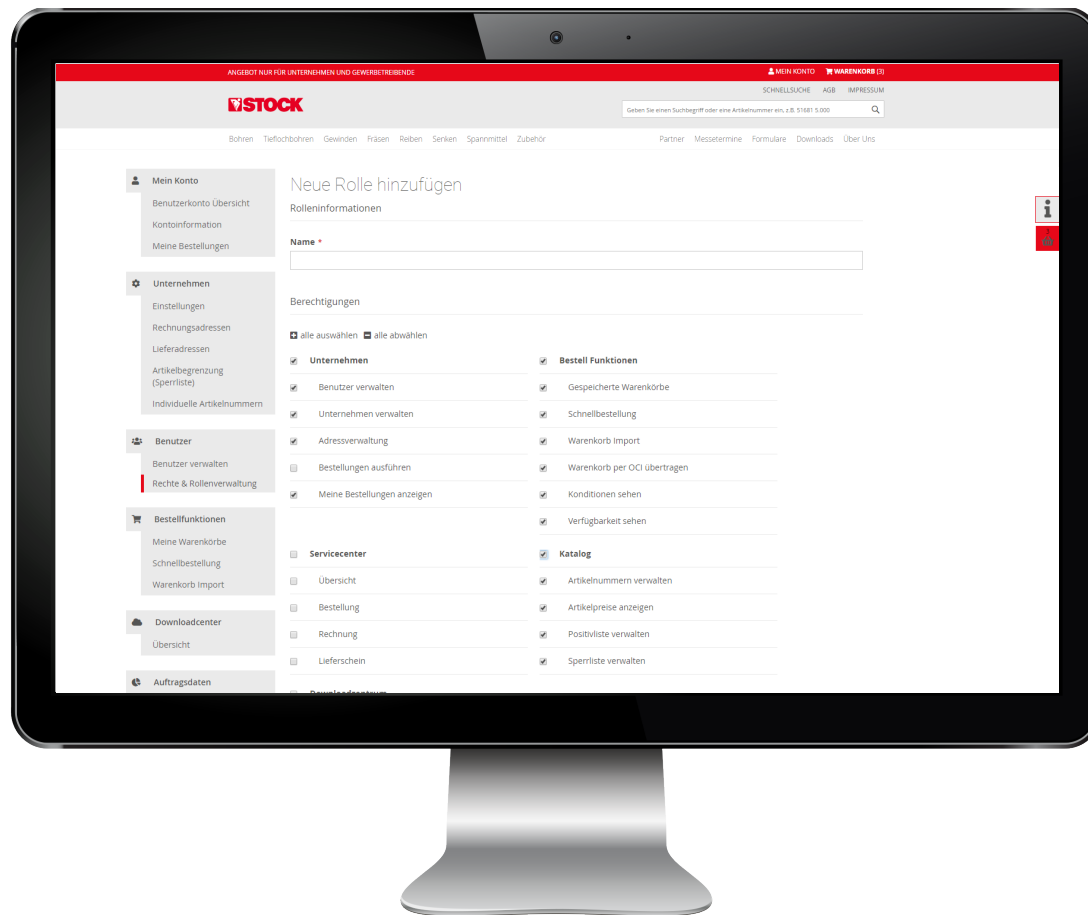 ANGEBOT NUR FÜR UNTERNEHMEN UND GEWERBETREIBENDE
MEIN KONTO WARENKORB (3)
SCHNELLSUCHE AGB IMPRESSUM
STOCK
Geben Sie einen Suchbegriff oder eine Artikelnummer ein, z.B. 51681 5.000
Bohren Tieflochbohren Gewinden Fräsen Reiben Senken Spannmittel Zubehör
Partner Messetermine Formulare Downloads Über Uns
Mein Konto
Benutzerkonto Übersicht
Kontoinformation
Meine Bestellungen
Unternehmen
Einstellungen
Rechnungsadressen
Lieferadressen
Artikelbegrenzung
(Sperrliste)
Individuelle Artikelnummern
Benutzer
Benutzer verwalten
Rechte & Rollenverwaltung
Bestellfunktionen
Meine Warenkörbe
Schnellbestellung
Warenkorb Import
Downloadcenter
Übersicht
Auftragsdaten
Neue Rolle hinzufügen
Rolleninformationen
Name *
Berechtigungen
alle auswählen alle abwählen
Unternehmen
Benutzer verwalten
Unternehmen verwalten
Adressverwaltung
Bestellungen ausführen
Meine Bestellungen anzeigen
Bestell Funktionen
Gespeicherte Warenkörbe
Schnellbestellung
Warenkorb Import
Warenkorb per OCI übertragen
Konditionen sehen
Verfügbarkeit sehen
Servicecenter
Übersicht
Bestellung
Rechnung
Lieferschein
Katalog
Artikelnummern verwalten
Artikelpreise anzeigen
Positivliste verwalten
Sperrliste verwalten
Downloadzentrum
3